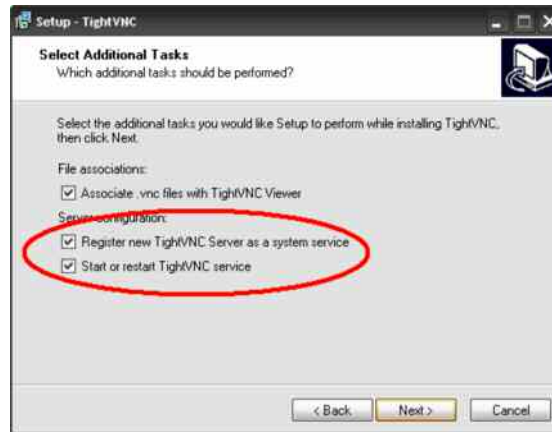 Setup - TightVNC
Select Additional Tasks
Which additional tasks should be performed?
Select the additional tasks you would like Setup to perform while installing TightVNC,
then click Next.
File associations:
Associate .vnc files with TightVNC Viewer
Server configuration:
Register new TightVNC Server as a system service
Start or restart TightVNC service
< Back
Next >
Cancel